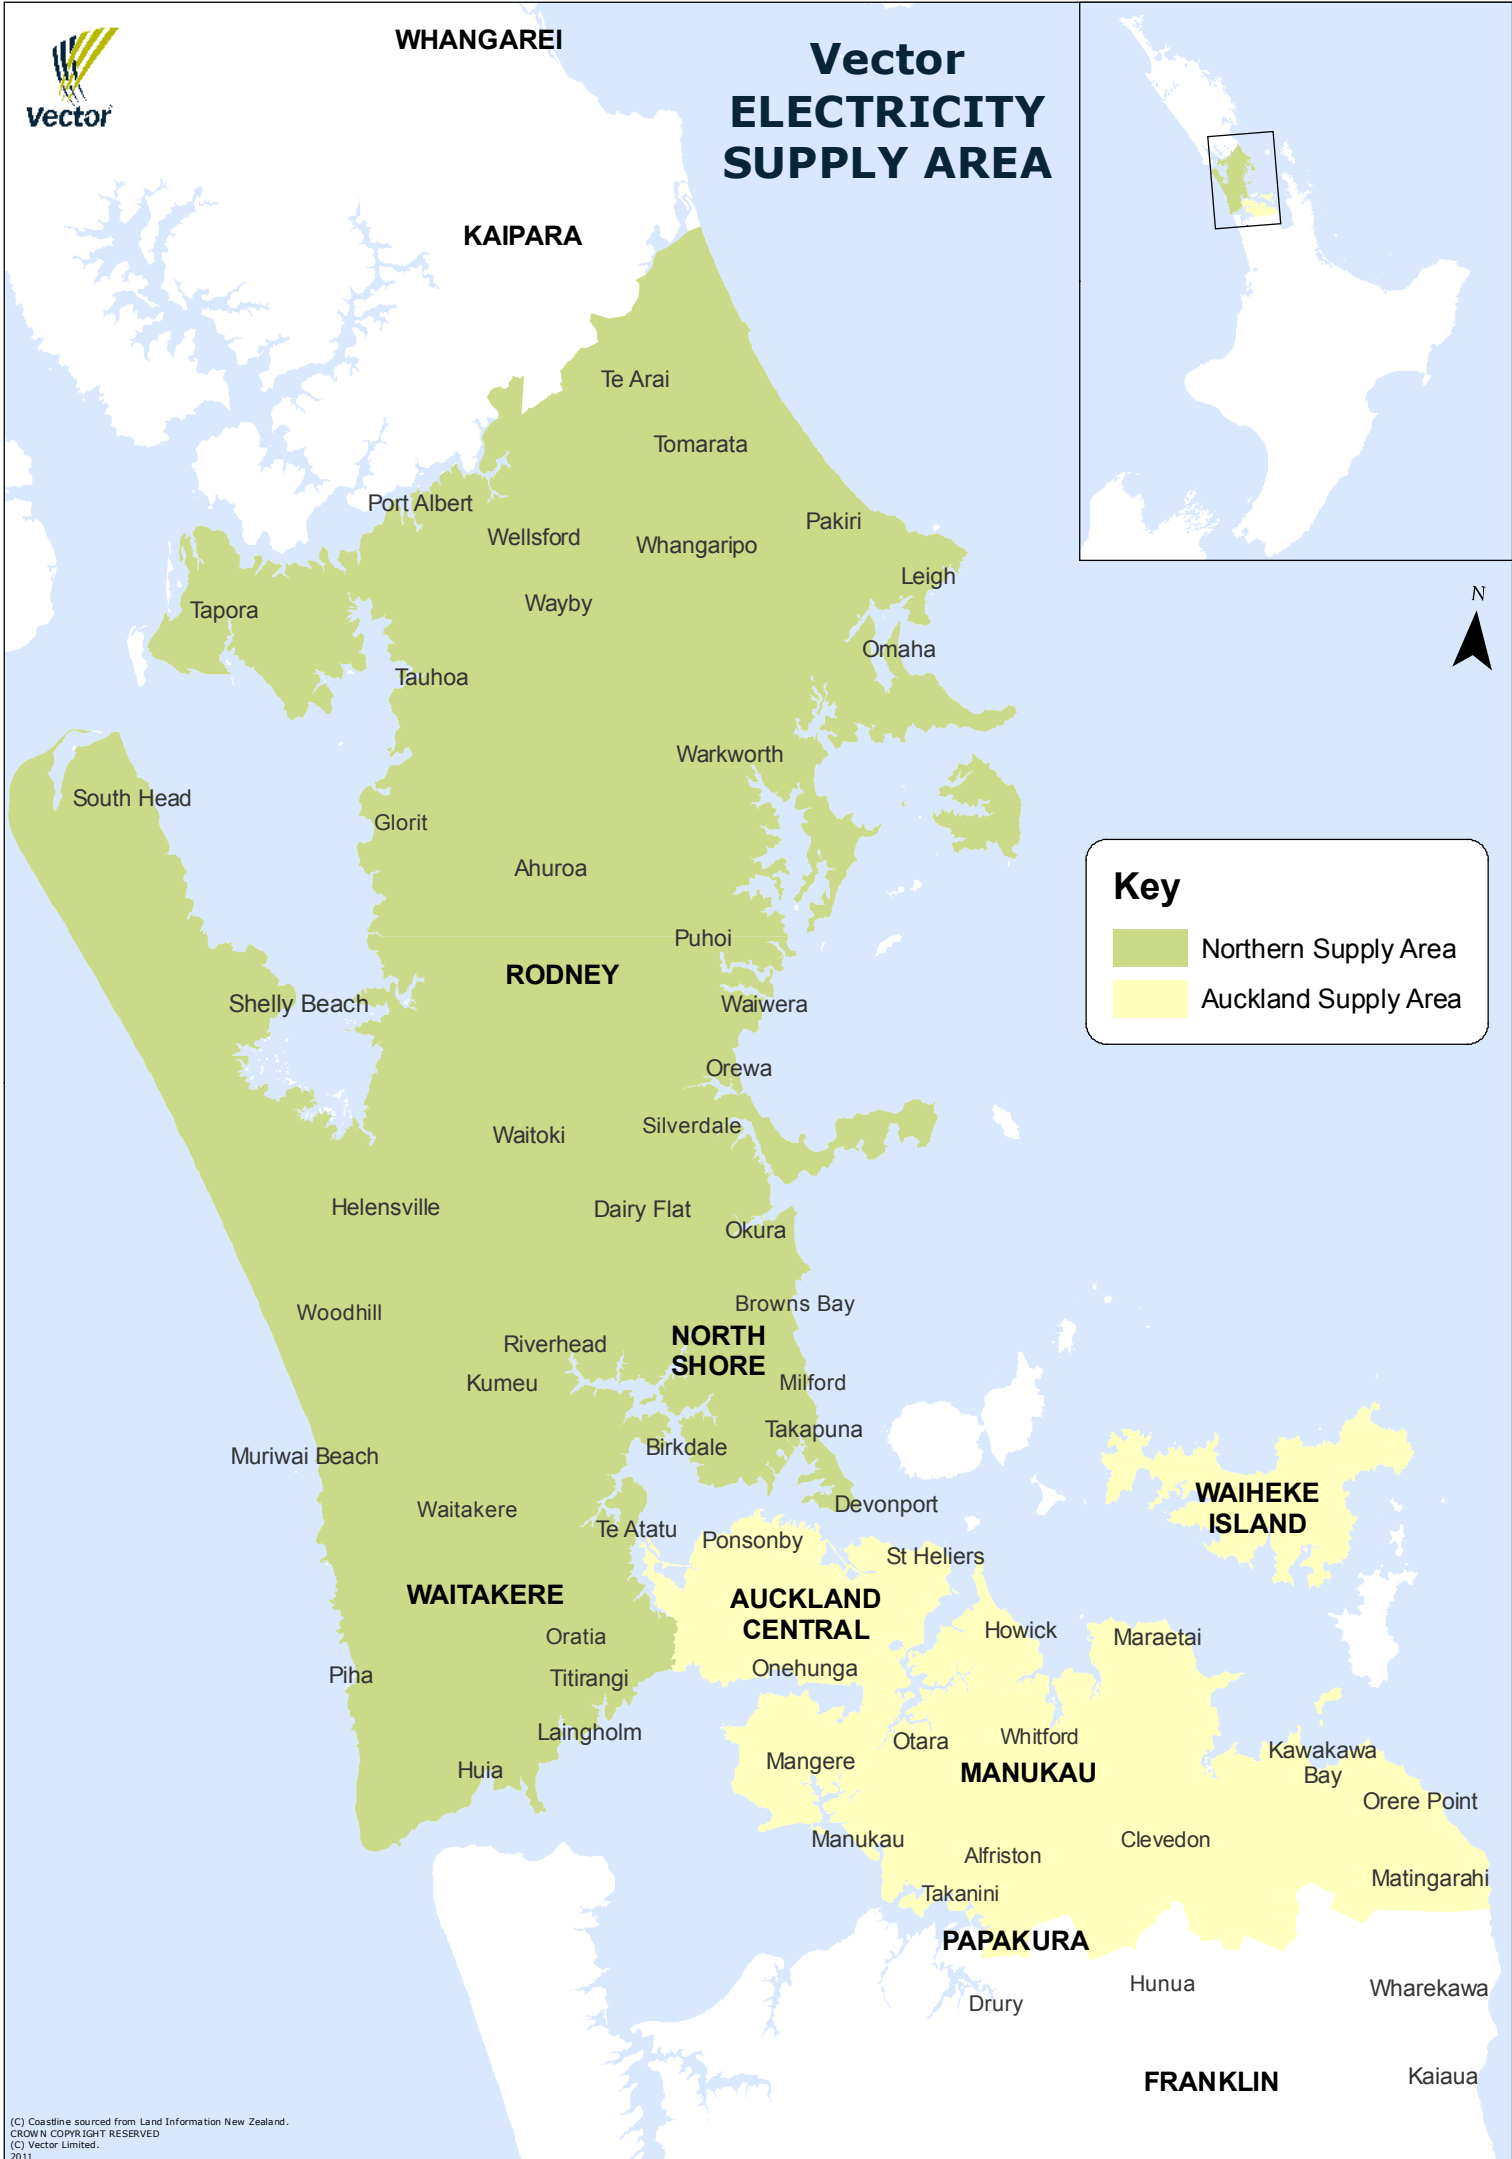 Vector
WHANGAREI
Vector
ELECTRICITY
SUPPLY AREA
KAIPARA
Te Arai
Tomarata
Port Albert
Pakiri
Wellsford
Whangaripo
Leigh
Wayby
Tapora
N
Omaha
Tauhoa
Warkworth
South Head
Glorit
Ahuroa
Key
Northern Supply Area
Auckland Supply Area
Puhoi
RODNEY
Shelly Beach
Waiwera
Orewa
Silverdale
Waitoki
Helensville
Dairy Flat
Okura
Browns Bay
Woodhill
NORTH
SHORE
Riverhead
Kumeu
Milford
Takapuna
Birkdale
Muriwai Beach
WAIHEKE
ISLAND
Devonport
Waitakere
Te Atatu
Ponsonby
St Heliers
WAITAKERE
AUCKLAND
CENTRAL
Howick
Maraetai
Oratia
Onehunga
Piha
Titirangi
Laingholm
Otara
Whitford
Kawakawa
Bay
Mangere
Huia
MANUKAU
Orere Point
Manukau
Clevedon
Alfriston
Matingarahi
Takanini
PAPAKURA
Hunua
Wharekawa
Drury
Kaiaua
FRANKLIN
(C) Coastline sourced from Land Information New Zealand.
CROWN COPYRIGHT RESERVED
(C) Vector Limited.
2011